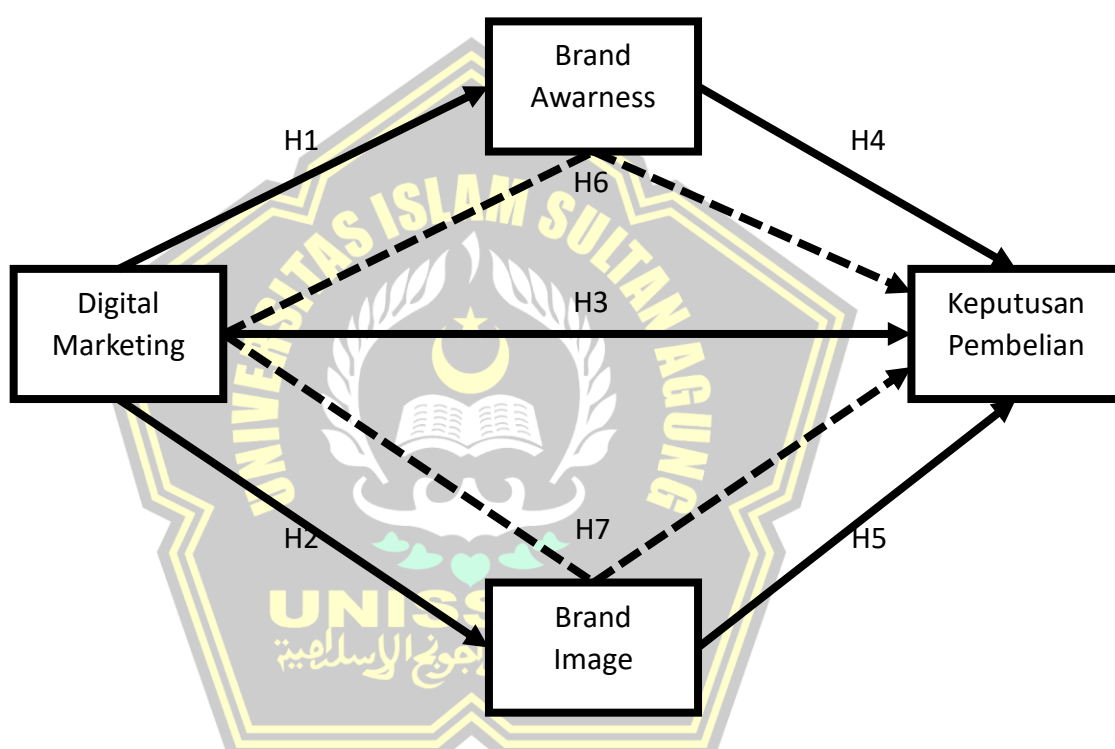 Brand
Awarness
H1
H4
H6
UNIVERSITAS ISLAM SULTAN AGUNG
Digital
Marketing
H3
Keputusan
Pembelian
H2
H7
H5
UNISS
Brand
Image